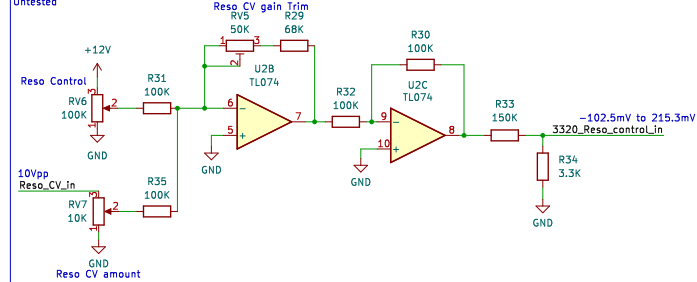 Untested
Reso CV gain Trim
RV5
50K
R29
68K
1
3
2
+12V
Reso Control
RV6
100K
3
2
1
GND
R31
100K
U2B
TL074
6
5
7
−
+
GND
R32
100K
R30
100K
U2C
TL074
9
10
8
−
+
GND
R33
150K
−102.5mV to 215.3mV
3320_Reso_control_in
R34
3.3K
GND
10Vpp
Reso_CV_in
RV7
10K
3
2
1
GND
R35
100K
Reso CV amount